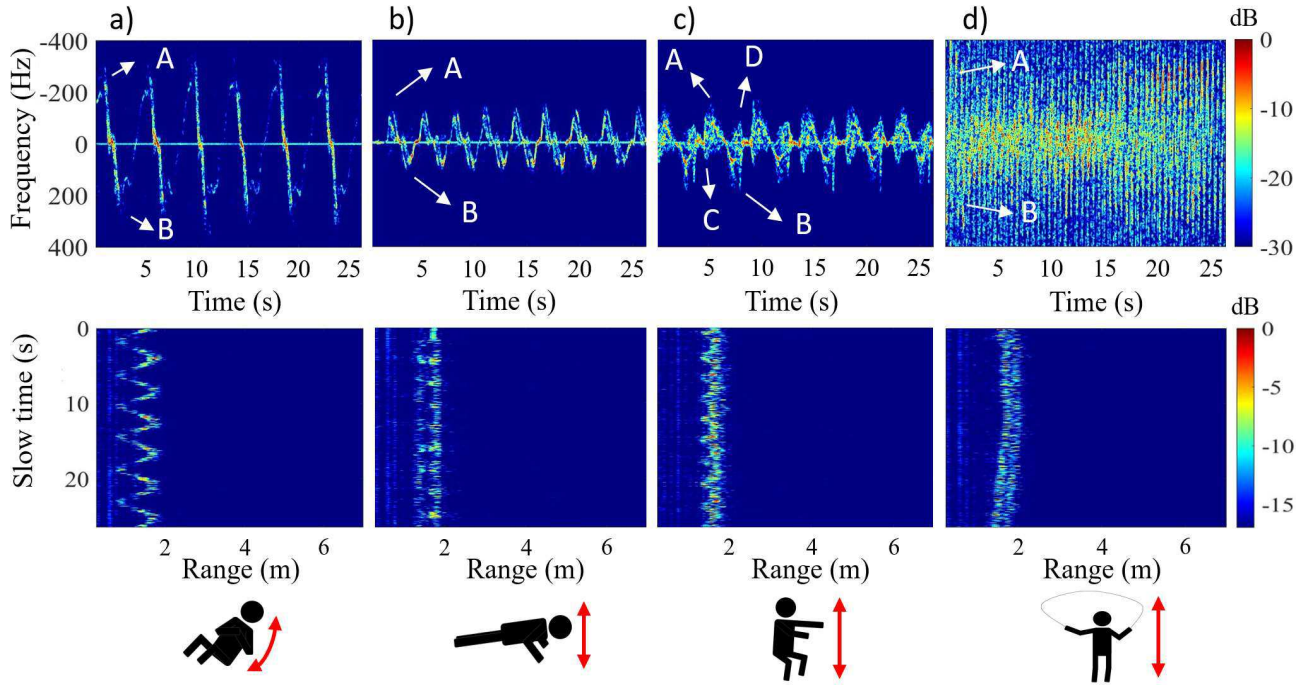 a) b) c) d) dB
-400
-200
0
200
400
Frequency (Hz)
A
B
A
B
A
D
C
B
A
B
0
-10
-20
-30
5 10 15 20 25
5 10 15 20 25
5 10 15 20 25
5 10 15 20 25
Time (s) Time (s) Time (s) Time (s)
dB
0
10
20
Slow time (s)
0
-5
-10
-15
2 4 6
2 4 6
2 4 6
2 4 6
Range (m) Range (m) Range (m) Range (m)